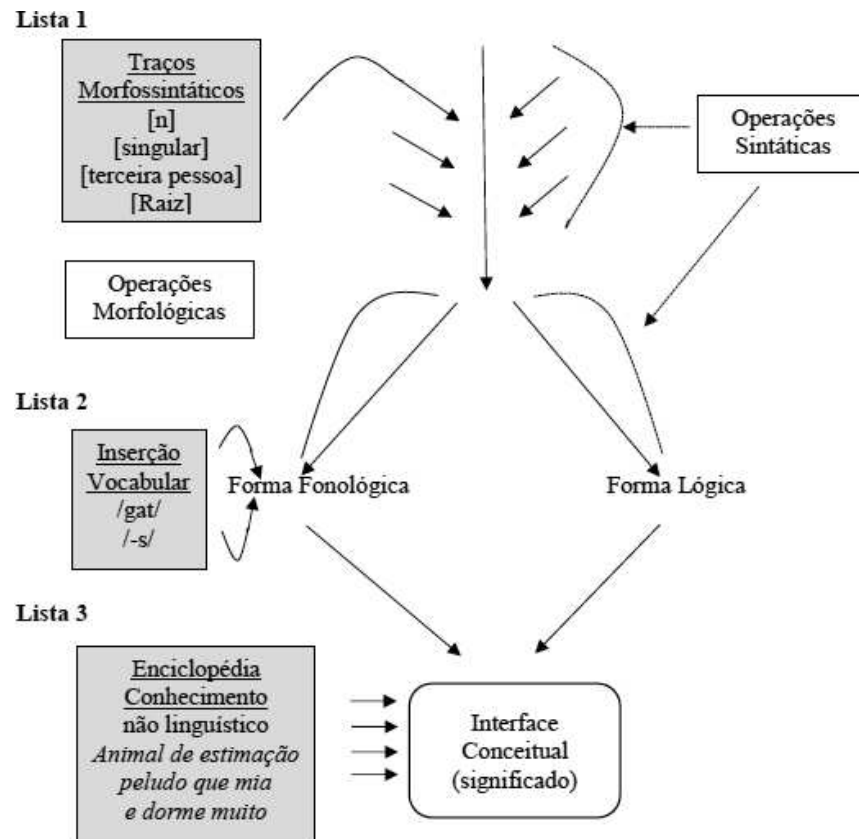 Lista 1
Traços
Morfossintáticos
[n]
[singular]
[terceira pessoa]
[Raiz]
Operações
Sintáticas
Operações
Morfológicas
Lista 2
Inserção
Vocabular
/gat/
/-s/
Forma Fonológica
Forma Lógica
Lista 3
Enciclopédia
Conhecimento
não linguístico
Animal de estimação
peludo que mia
e dorme muito
Interface
Conceitual
(significado)